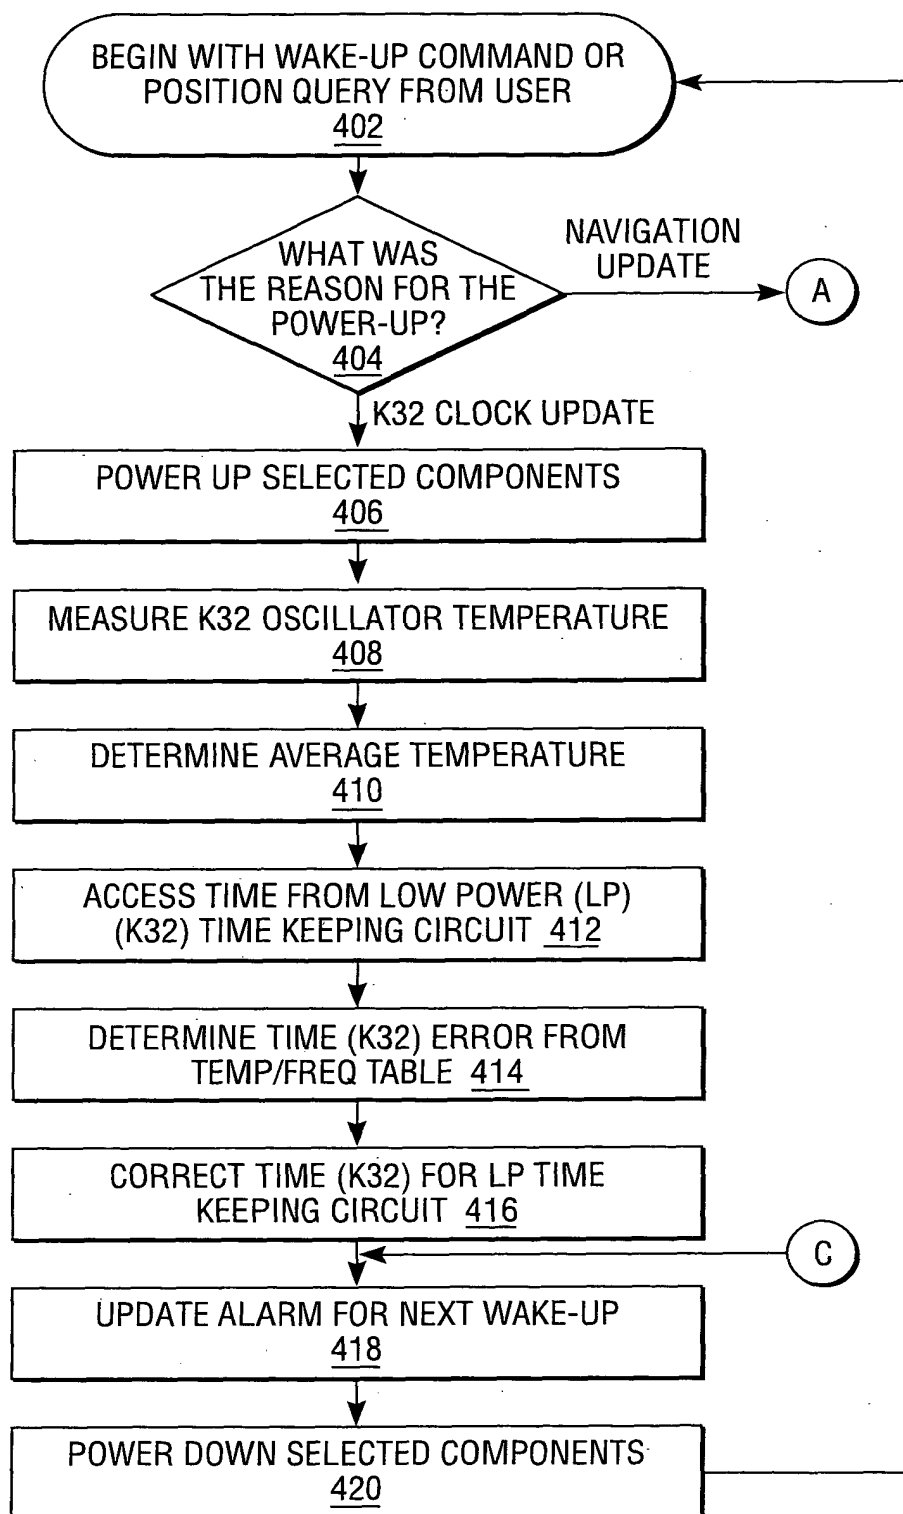 BEGIN WITH WAKE-UP COMMAND OR
POSITION QUERY FROM USER
402
WHAT WAS
THE REASON FOR THE
POWER-UP?
404
NAVIGATION
UPDATE
A
K32 CLOCK UPDATE
POWER UP SELECTED COMPONENTS
406
MEASURE K32 OSCILLATOR TEMPERATURE
408
DETERMINE AVERAGE TEMPERATURE
410
ACCESS TIME FROM LOW POWER (LP)
(K32) TIME KEEPING CIRCUIT 412
DETERMINE TIME (K32) ERROR FROM
TEMP/FREQ TABLE 414
CORRECT TIME (K32) FOR LP TIME
KEEPING CIRCUIT 416
C
UPDATE ALARM FOR NEXT WAKE-UP
418
POWER DOWN SELECTED COMPONENTS
420